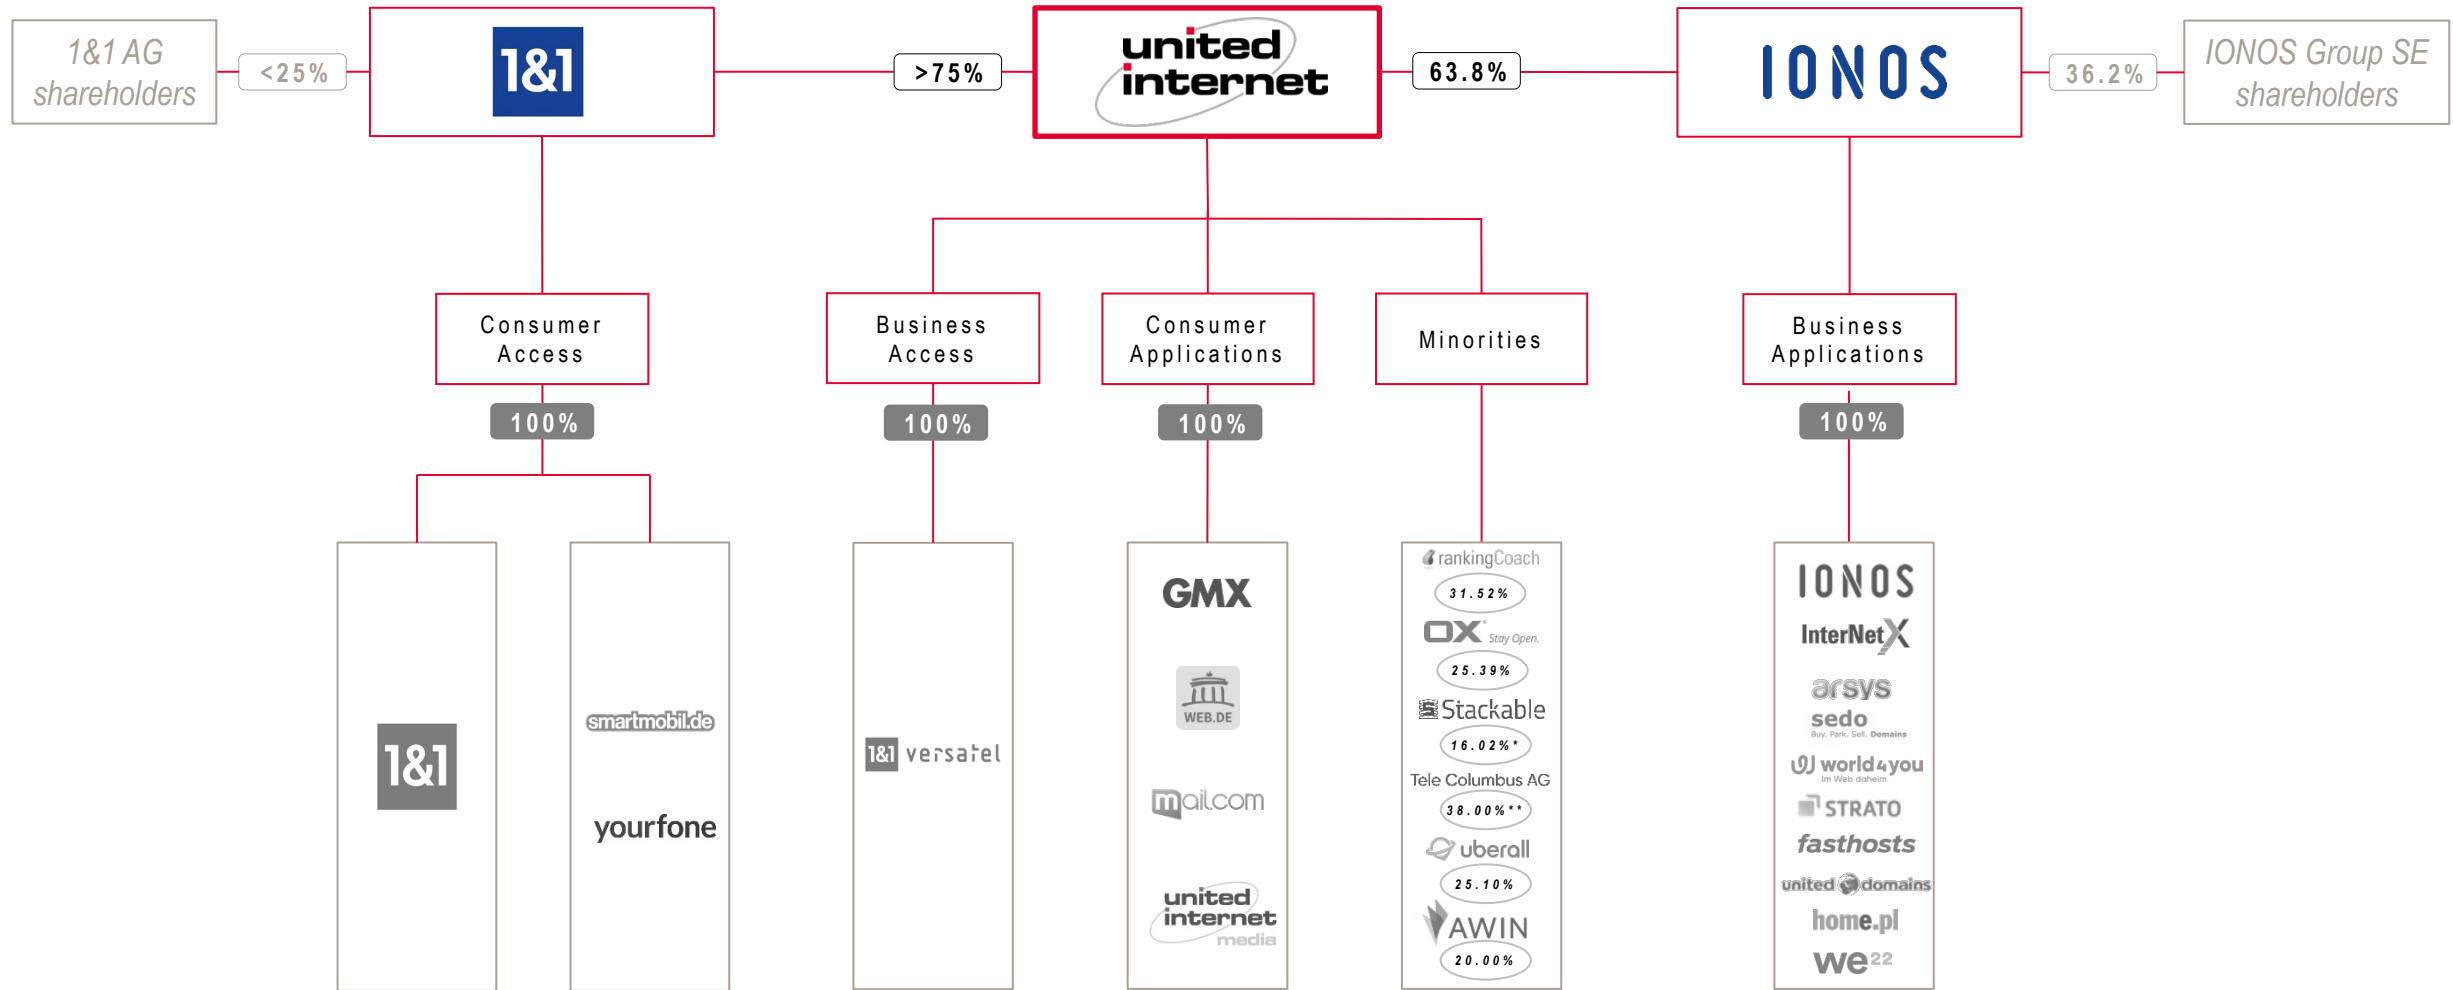 1&1 AG
shareholders
<25%
1&1
>75%
united
internet
63.8%
IONOS
36.2%
IONOS Group SE
shareholders
Consumer
Access
Business
Access
Consumer
Applications
Minorities
Business
Applications
100%
100%
100%
100%
1&1
smartmobil.de
yourfone
1&1 versatel
GMX
WEB.DE
mail.com
united
internet
media
rankingCoach
31.52%
OX® Stay Open.
25.39%
Stackable
16.02%*
Tele Columbus AG
38.00%**
uberall
25.10%
AWIN
20.00%
IONOS
InterNetX
arsys
sedo
Buy. Park. Sell. Domains
world4you
Im Web daheim.
STRATO
fasthosts
united domains
home.pl
we22